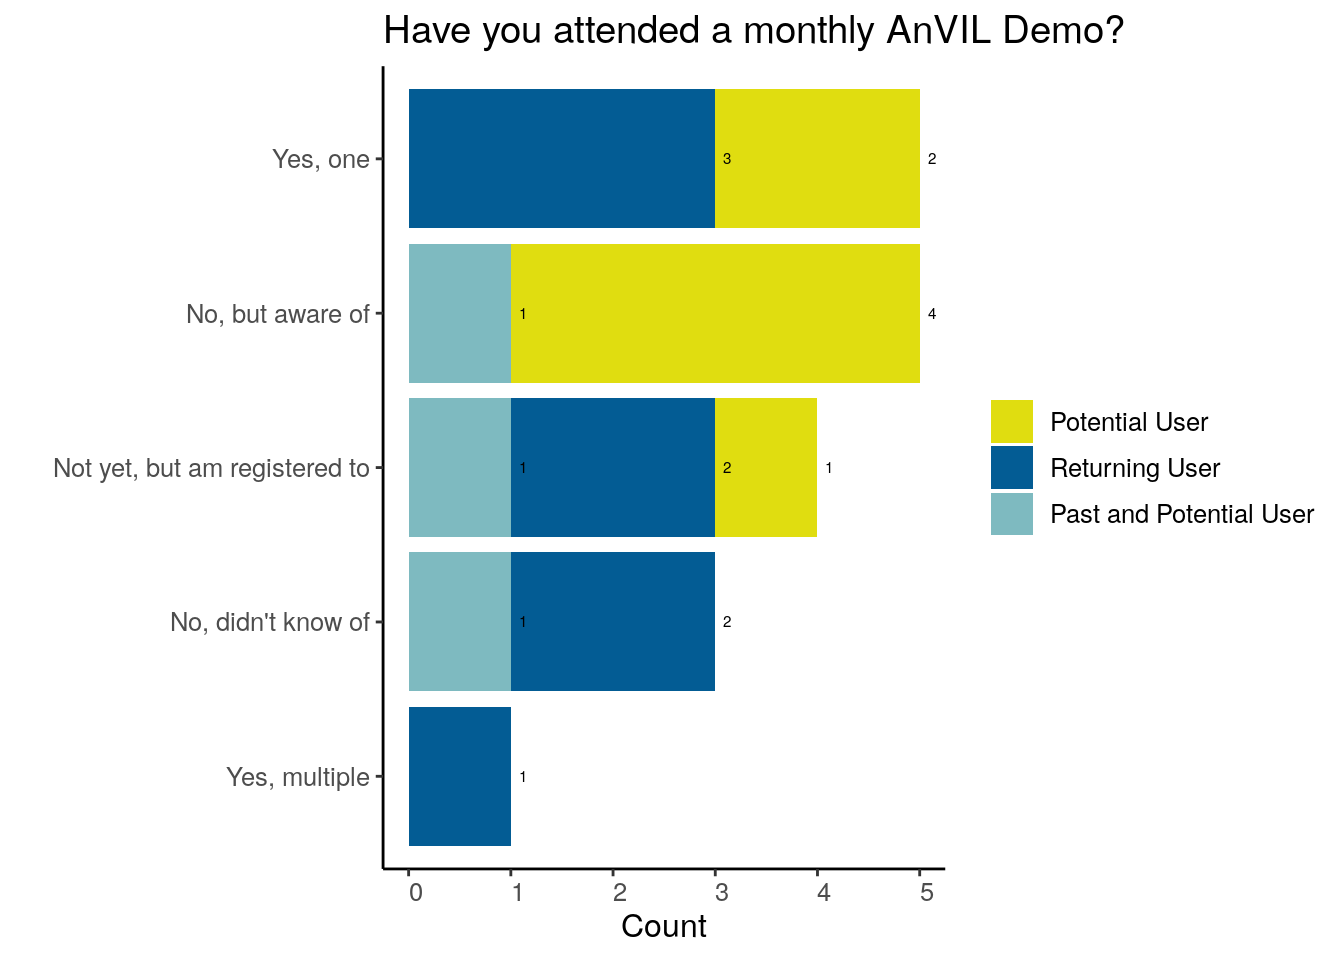 Have you attended a monthly AnVIL Demo?
Yes, one
3
2
No, but aware of
1
4
Not yet, but am registered to
1
2
1
No, didn't know of
1
2
Yes, multiple
1
0 1 2 3 4 5
Count
Potential User
Returning User
Past and Potential User